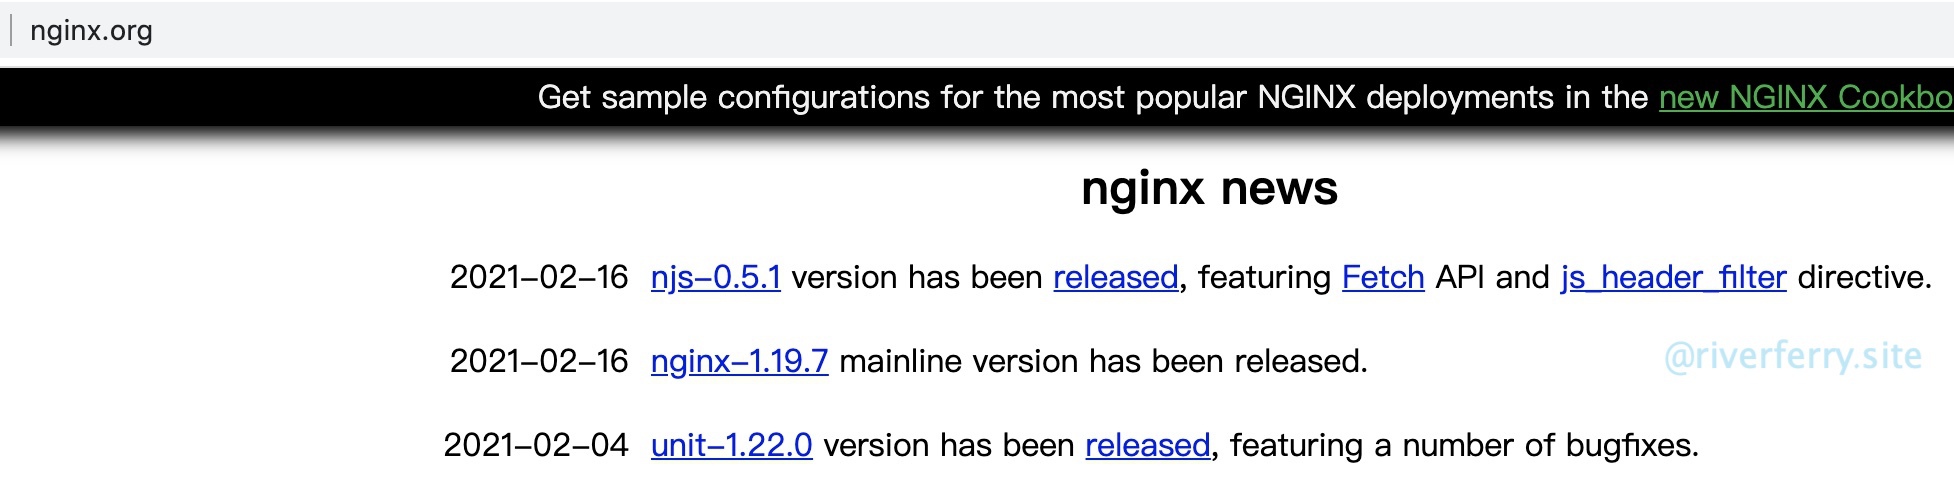 nginx.org
Get sample configurations for the most popular NGINX deployments in the new NGINX Cookbo
nginx news
2021-02-16 njs-0.5.1 version has been released, featuring Fetch API and js_header_filter directive.
2021-02-16 nginx-1.19.7 mainline version has been released.
@riverferry.site
2021-02-04 unit-1.22.0 version has been released, featuring a number of bugfixes.